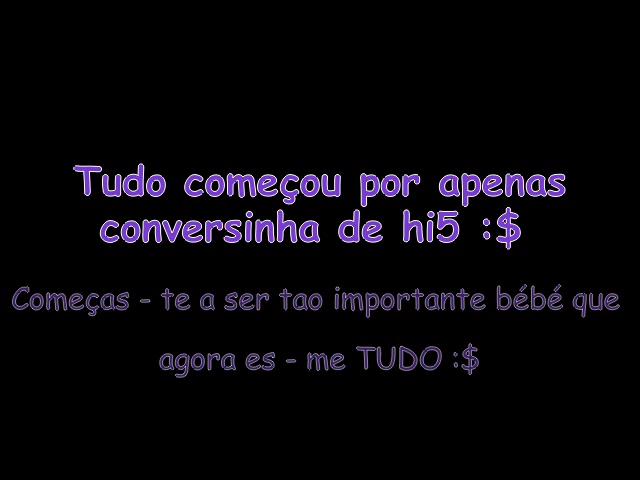 Tudo começou por apenas
conversinha de hi5 :$
Começas - te a ser tao importante bébé que
agora es - me TUDO :$